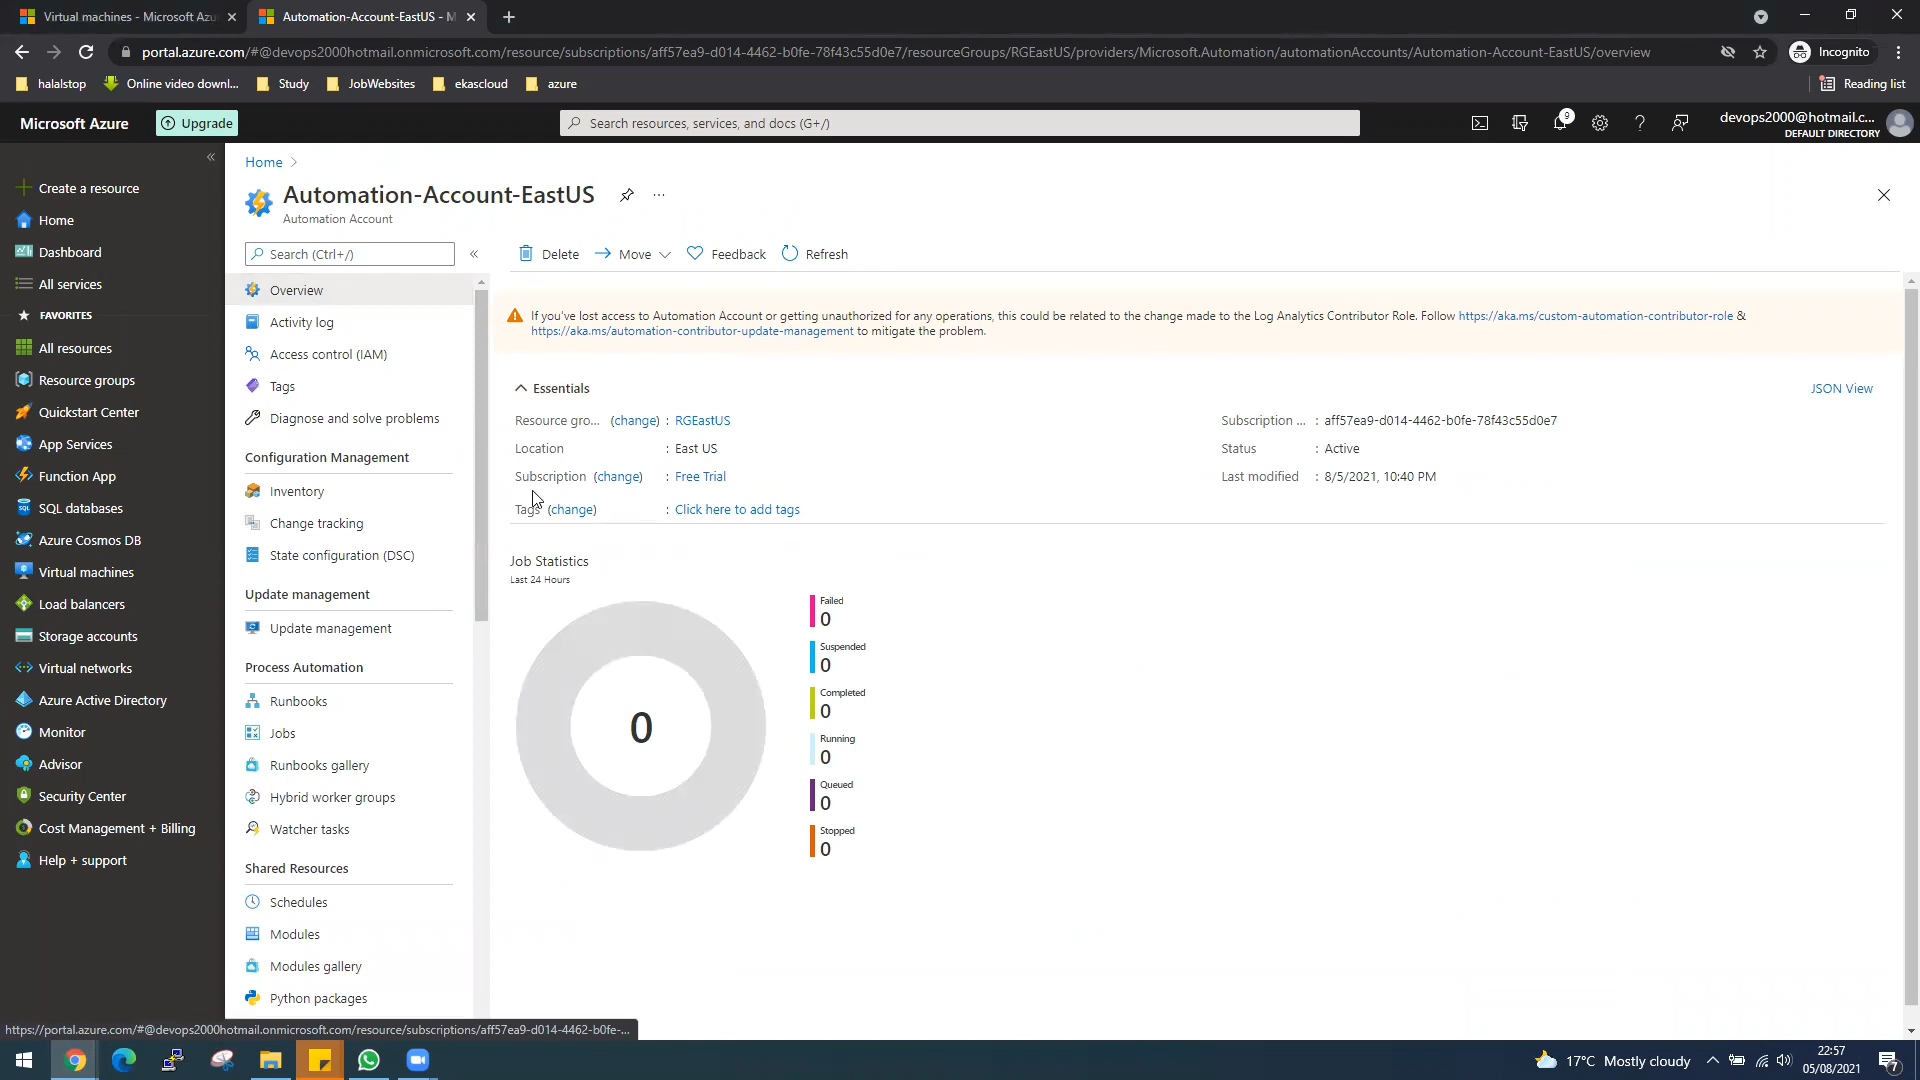 Virtual machines - Microsoft Azu
Automation-Account-EastUS - M
portal.azure.com/#@devops2000hotmail.onmicrosoft.com/resource/subscriptions/aff57ea9-d014-4462-b0fe-78f43c55d0e7/resourceGroups/RGEastUS/providers/Microsoft.Automation/automationAccounts/Automation-Account-EastUS/overview
Incognito
halalstop
Online video downl...
Study
JobWebsites
ekascloud
azure
Reading list
Microsoft Azure
Upgrade
Search resources, services, and docs (G+/)
9
devops2000@hotmail.c...
DEFAULT DIRECTORY
Create a resource
Home
Dashboard
All services
FAVORITES
All resources
Resource groups
Quickstart Center
App Services
Function App
SQL databases
Azure Cosmos DB
Virtual machines
Load balancers
Storage accounts
Virtual networks
Azure Active Directory
Monitor
Advisor
Security Center
Cost Management + Billing
Help + support
Home
Automation-Account-EastUS
Automation Account
Search (Ctrl+/)
Overview
Activity log
Access control (IAM)
Tags
Diagnose and solve problems
Configuration Management
Inventory
Change tracking
State configuration (DSC)
Update management
Update management
Process Automation
Runbooks
Jobs
Runbooks gallery
Hybrid worker groups
Watcher tasks
Shared Resources
Schedules
Modules
Modules gallery
Python packages
Delete
Move
Feedback
Refresh
If you've lost access to Automation Account or getting unauthorized for any operations, this could be related to the change made to the Log Analytics Contributor Role. Follow https://aka.ms/custom-automation-contributor-role &
https://aka.ms/automation-contributor-update-management to mitigate the problem.
Essentials
JSON View
Resource gro... (change) : RGEastUS
Location : East US
Subscription (change) : Free Trial
Tags (change) : Click here to add tags
Subscription ... : aff57ea9-d014-4462-b0fe-78f43c55d0e7
Status : Active
Last modified : 8/5/2021, 10:40 PM
Job Statistics
Last 24 Hours
0
Failed
0
Suspended
0
Completed
0
Running
0
Queued
0
Stopped
0
https://portal.azure.com/#@devops2000hotmail.onmicrosoft.com/resource/subscriptions/aff57ea9-d014-4462-b0fe-...
17°C Mostly cloudy
22:57
05/08/2021
7